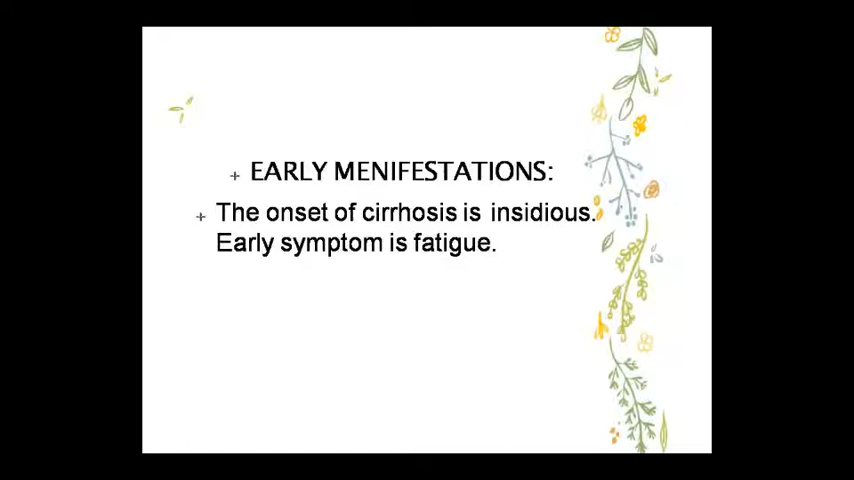 EARLY MENIFESTATIONS:
The onset of cirrhosis is insidious.
Early symptom is fatigue.